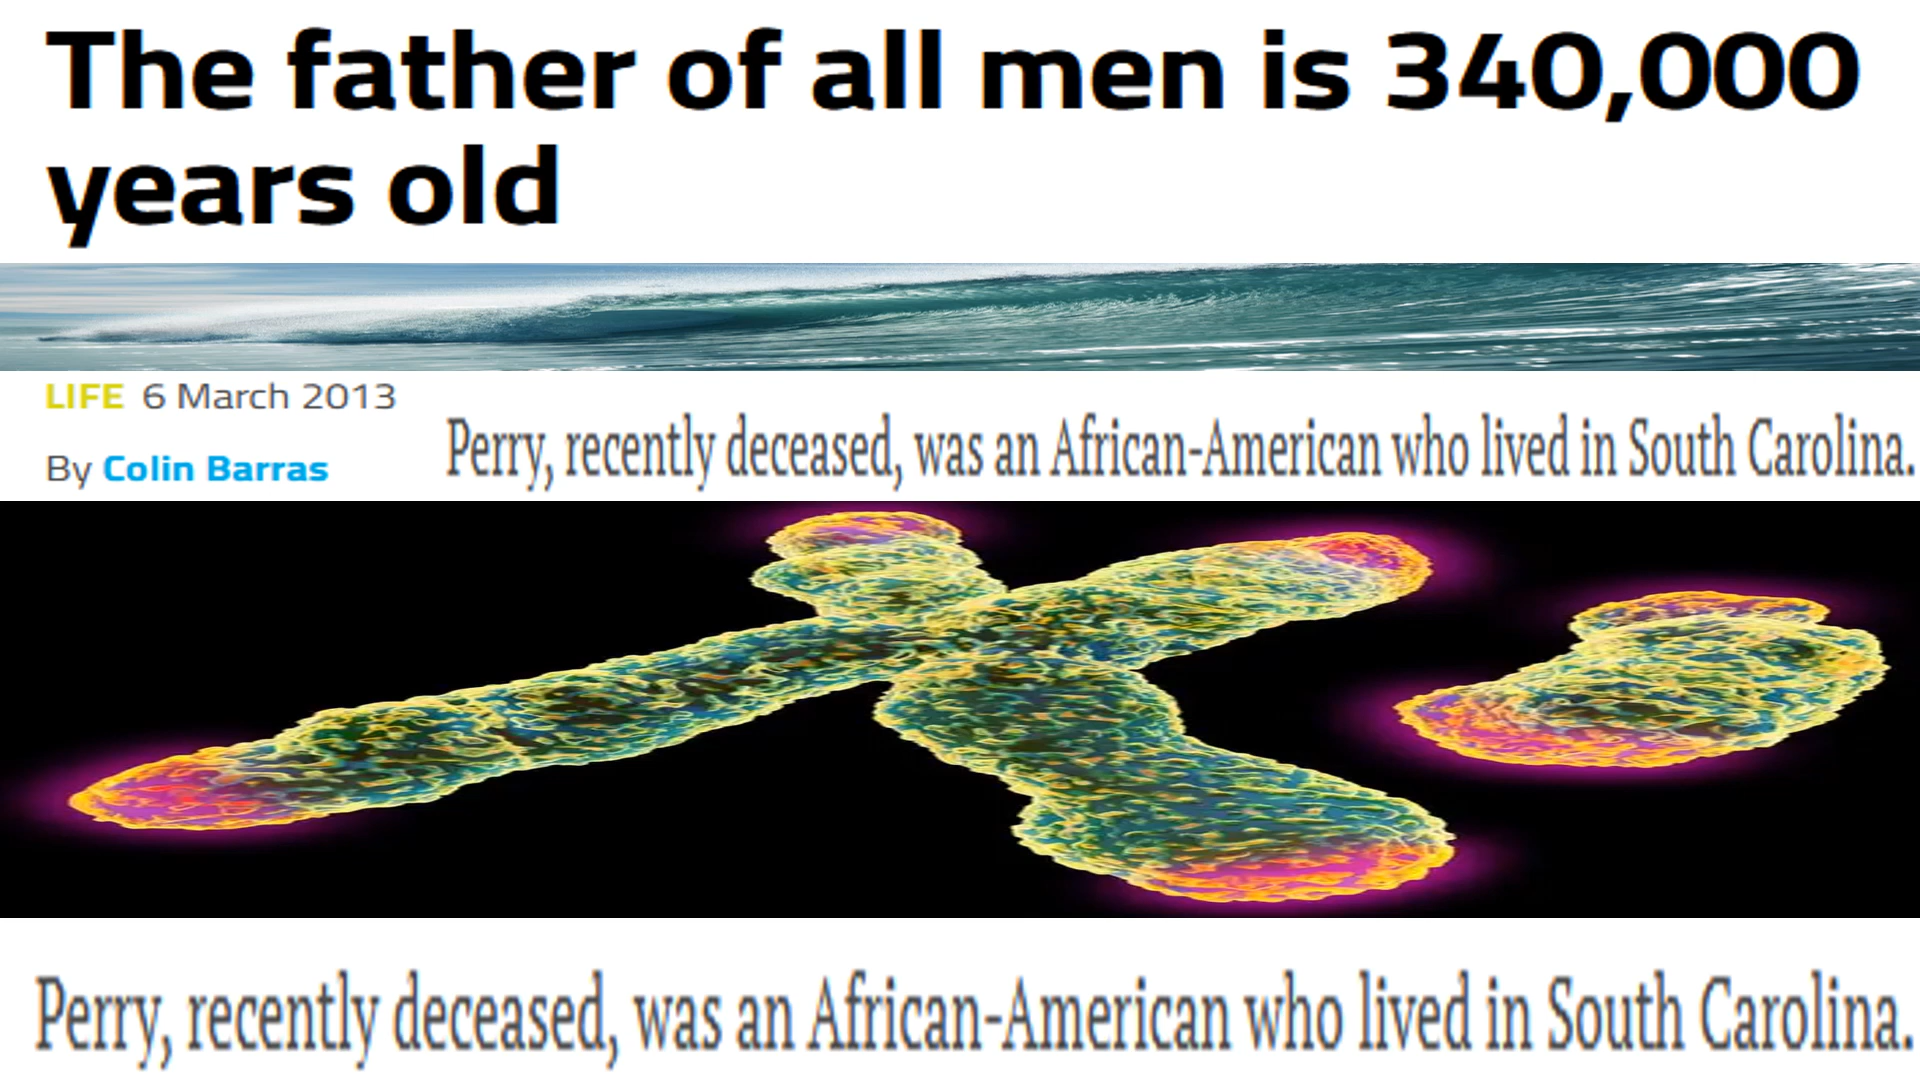 The father of all men is 340,000
years old
LIFE 6 March 2013
By Colin Barras
Perry, recently deceased, was an African-American who lived in South Carolina.
Perry, recently deceased, was an African-American who lived in South Carolina.